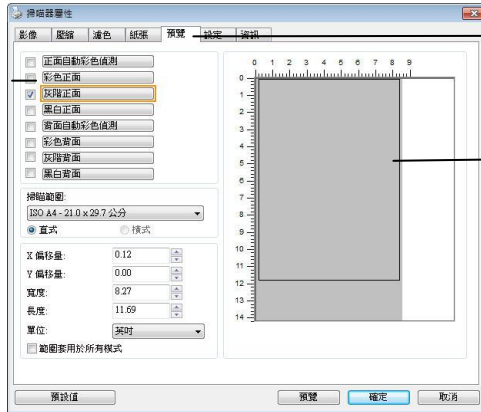 掃瞄器屬性
影像 壓縮 濾色 紙張 預覽 設定 資訊
正面自動彩色偵測
彩色正面
灰階正面
黑白正面
背面自動彩色偵測
彩色背面
灰階背面
黑白背面
掃瞄範圍:
ISO A4 - 21.0 x 29.7 公分
直式 橫式
X 偏移量: 0.12
Y 偏移量: 0.00
寬度: 8.27
長度: 11.69
單位: 英吋
範圍套用於所有模式
0 1 2 3 4 5 6 7 8 9
0
1
2
3
4
5
6
7
8
9
10
11
12
13
14
預設值 預覽 確定 取消